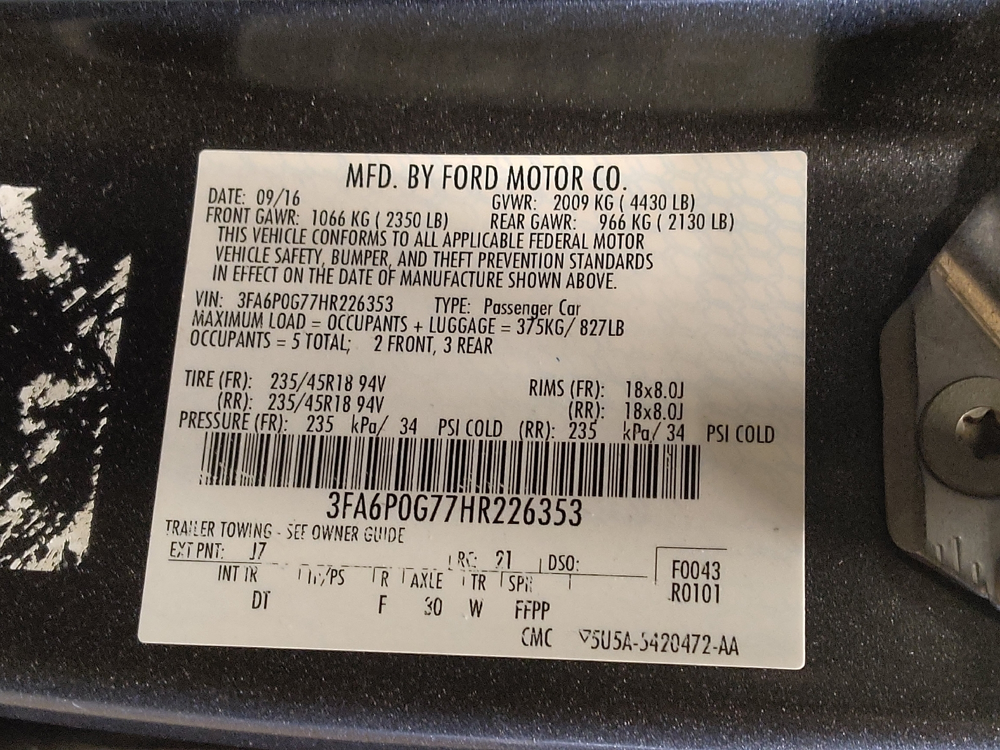 MFD. BY FORD MOTOR CO.
DATE: 09/16 GVWR: 2009 KG ( 4430 LB)
FRONT GAWR: 1066 KG ( 2350 LB) REAR GAWR: 966 KG ( 2130 LB)
THIS VEHICLE CONFORMS TO ALL APPLICABLE FEDERAL MOTOR
VEHICLE SAFETY, BUMPER, AND THEFT PREVENTION STANDARDS
IN EFFECT ON THE DATE OF MANUFACTURE SHOWN ABOVE.
VIN: 3FA6P0G77HR226353 TYPE: Passenger Car
MAXIMUM LOAD = OCCUPANTS + LUGGAGE = 375KG/ 827LB
OCCUPANTS = 5 TOTAL; 2 FRONT, 3 REAR
TIRE (FR): 235/45R18 94V RIMS (FR): 18x8.0J
(RR): 235/45R18 94V (RR): 18x8.0J
PRESSURE (FR): 235 kPa/ 34 PSI COLD (RR): 235 kPa/ 34 PSI COLD
3FA6P0G77HR226353
TRAILER TOWING - SEE OWNER GUIDE
EXT PNT: J7 RC: 21 DSO: F0043
INT TR TP/PS R AXLE TR SPR R0101
DT F 30 W FFPP
CMC 5U5A-5420472-AA